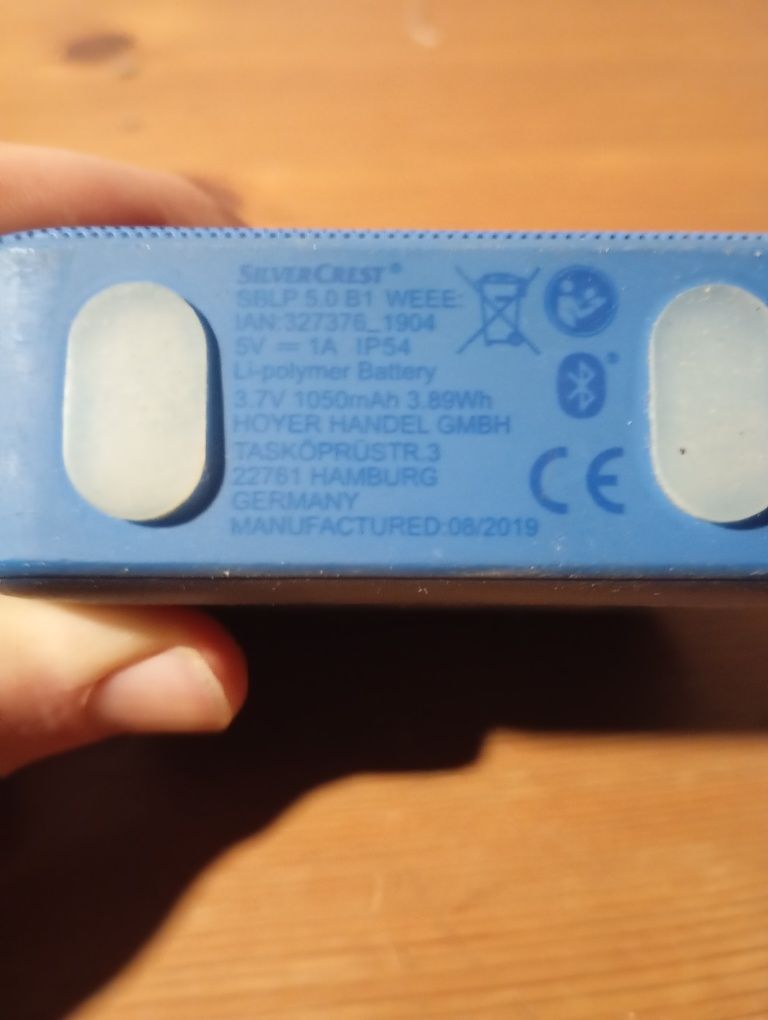 SILVERCREST®
SBLP 5.0 B1 WEEE:
IAN:327376_1904
5V ⎓ 1A IP54
Li-polymer Battery
3.7V 1050mAh 3.89Wh
HOYER HANDEL GMBH
TASKÖPRÜSTR.3
22761 HAMBURG
GERMANY
MANUFACTURED:08/2019
CE